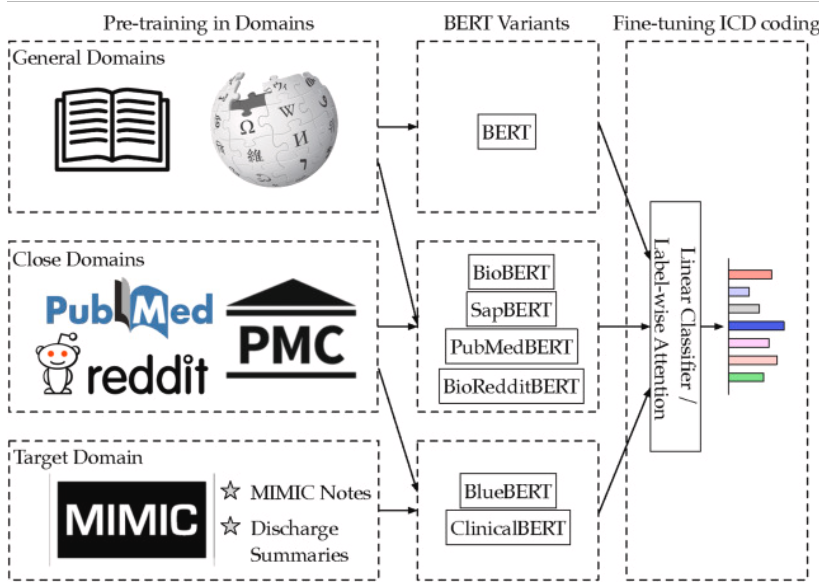 Pre-training in Domains
BERT Variants
Fine-tuning ICD coding
General Domains
Ω
W
И
維
BERT
Close Domains
PubMed
PMC
reddit
BioBERT
SapBERT
PubMedBERT
BioRedditBERT
Linear Classifier /
Label-wise Attention
Target Domain
MIMIC
MIMIC Notes
Discharge
Summaries
BlueBERT
ClinicalBERT